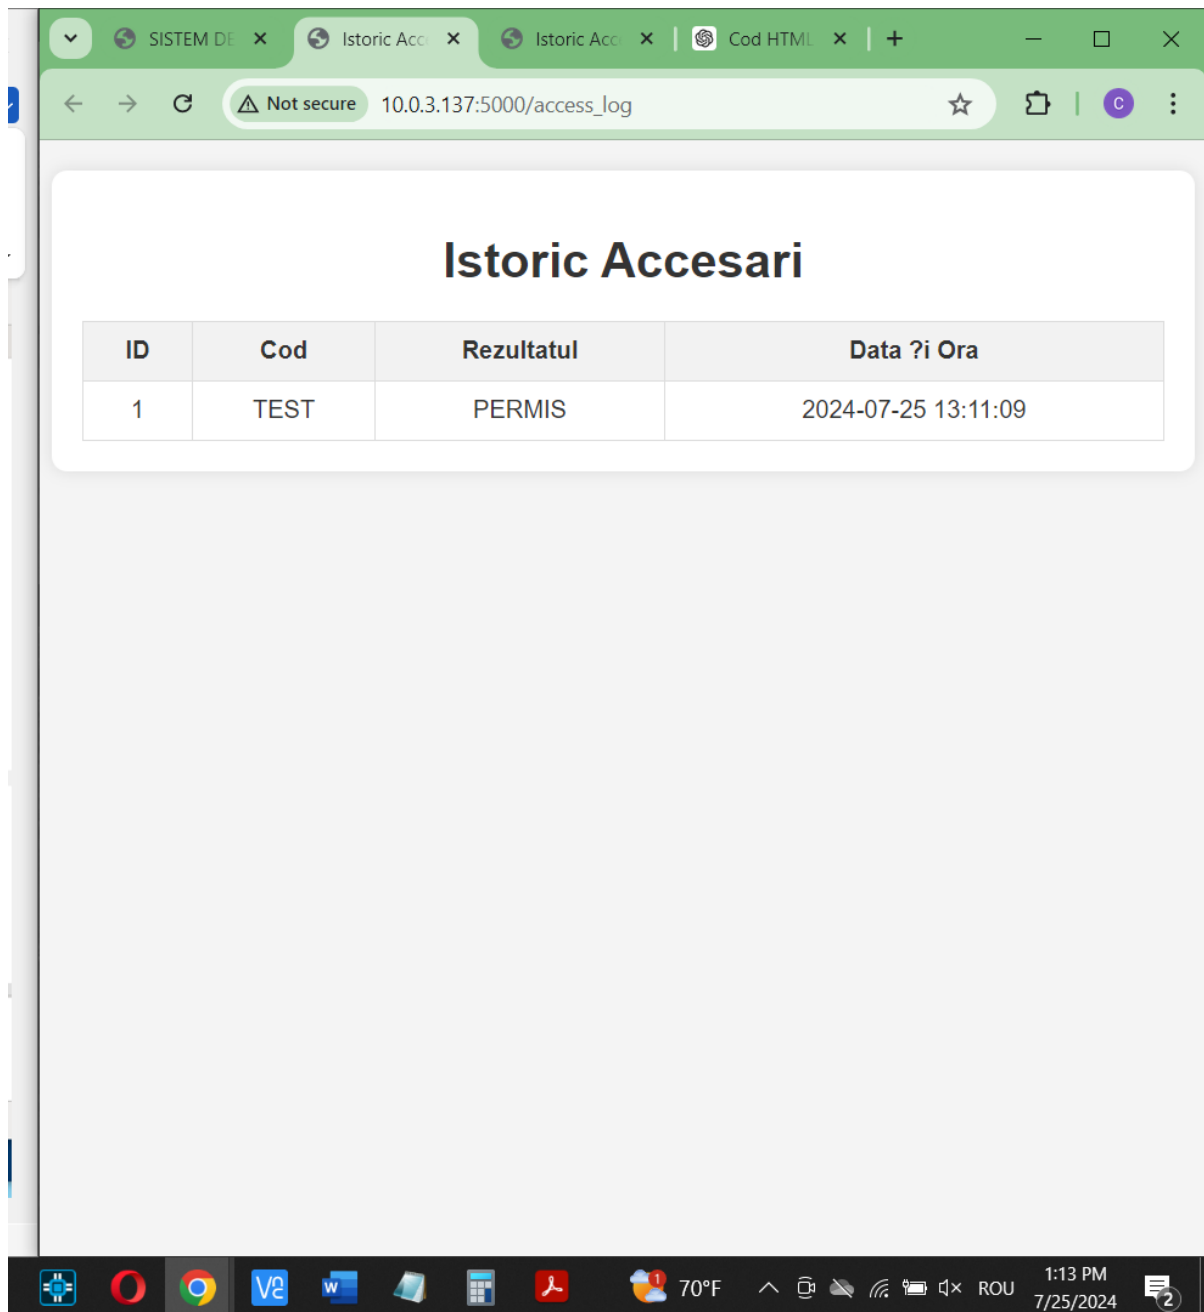 SISTEM DE
Istoric Acc
Istoric Acc
Cod HTML
Not secure
10.0.3.137:5000/access_log
C
Istoric Accesari
ID Cod Rezultatul Data ?i Ora
1 TEST PERMIS 2024-07-25 13:11:09
V2
W
1
70°F
ROU
1:13 PM
7/25/2024
2